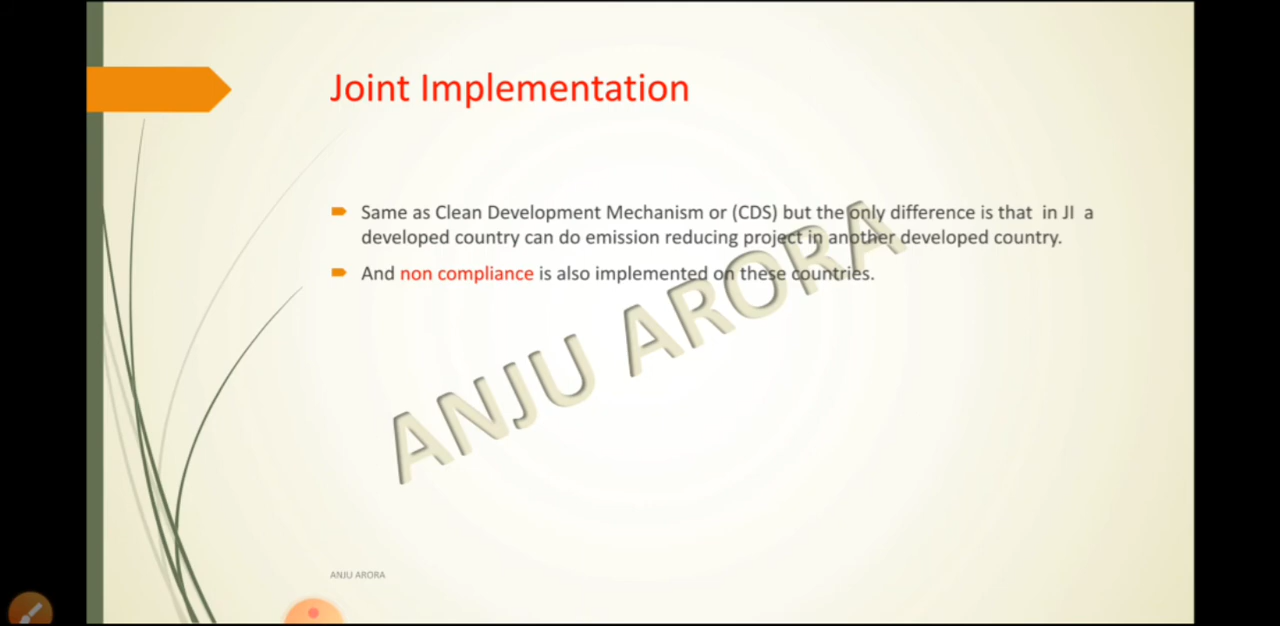 Joint Implementation
Same as Clean Development Mechanism or (CDS) but the only difference is that in JI a
developed country can do emission reducing project in another developed country.
And non compliance is also implemented on these countries.
ANJU ARORA
ANJU ARORA